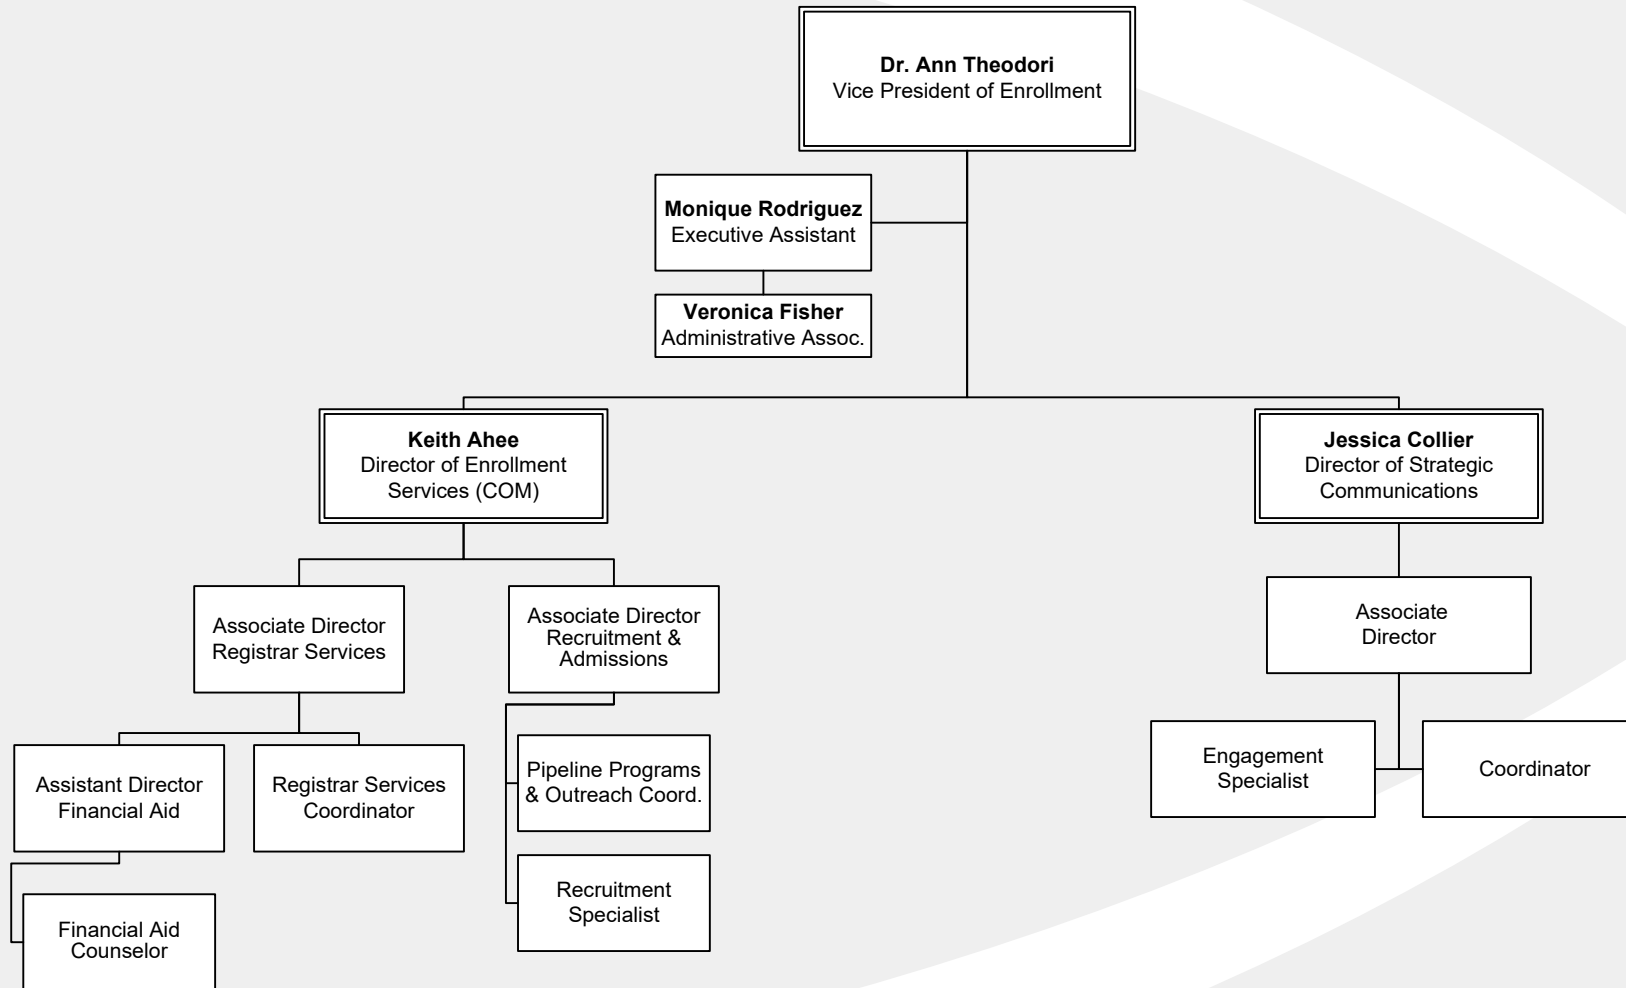 Dr. Ann Theodori
Vice President of Enrollment
Monique Rodriguez
Executive Assistant
Veronica Fisher
Administrative Assoc.
Keith Ahee
Director of Enrollment
Services (COM)
Jessica Collier
Director of Strategic
Communications
Associate Director
Registrar Services
Associate Director
Recruitment &
Admissions
Associate
Director
Assistant Director
Financial Aid
Registrar Services
Coordinator
Pipeline Programs
& Outreach Coord.
Engagement
Specialist
Coordinator
Financial Aid
Counselor
Recruitment
Specialist